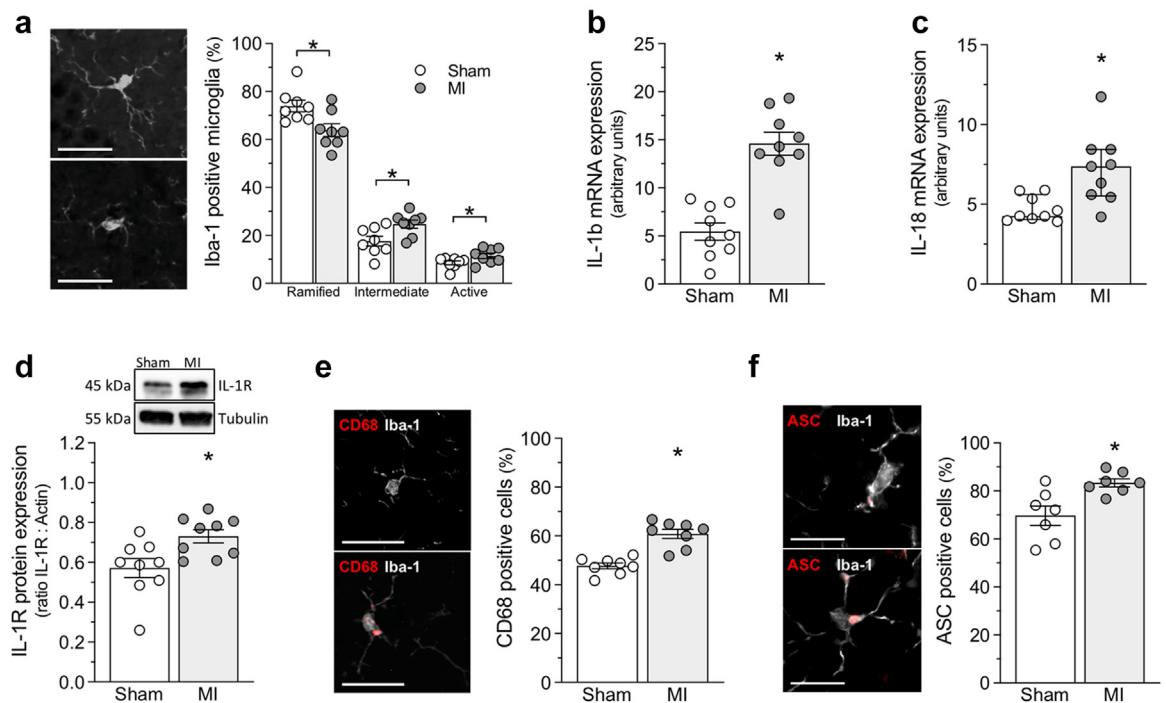 a
Iba-1 positive microglia (%)
100
80
60
40
20
0
*
*
*
Sham
MI
Ramified
Intermediate
Active
b
IL-1b mRNA expression
(arbitrary units)
25
20
15
10
5
0
*
Sham
MI
c
IL-18 mRNA expression
(arbitrary units)
15
10
5
0
*
Sham
MI
d
Sham MI
45 kDa
IL-1R
55 kDa
Tubulin
IL-1R protein expression
(ratio IL-1R : Actin)
1.2
1.0
0.8
0.6
0.4
0.2
0.0
*
Sham
MI
e
CD68 Iba-1
CD68 Iba-1
CD68 positive cells (%)
100
80
60
40
20
0
*
Sham
MI
f
ASC Iba-1
ASC Iba-1
ASC positive cells (%)
100
80
60
40
20
0
*
Sham
MI